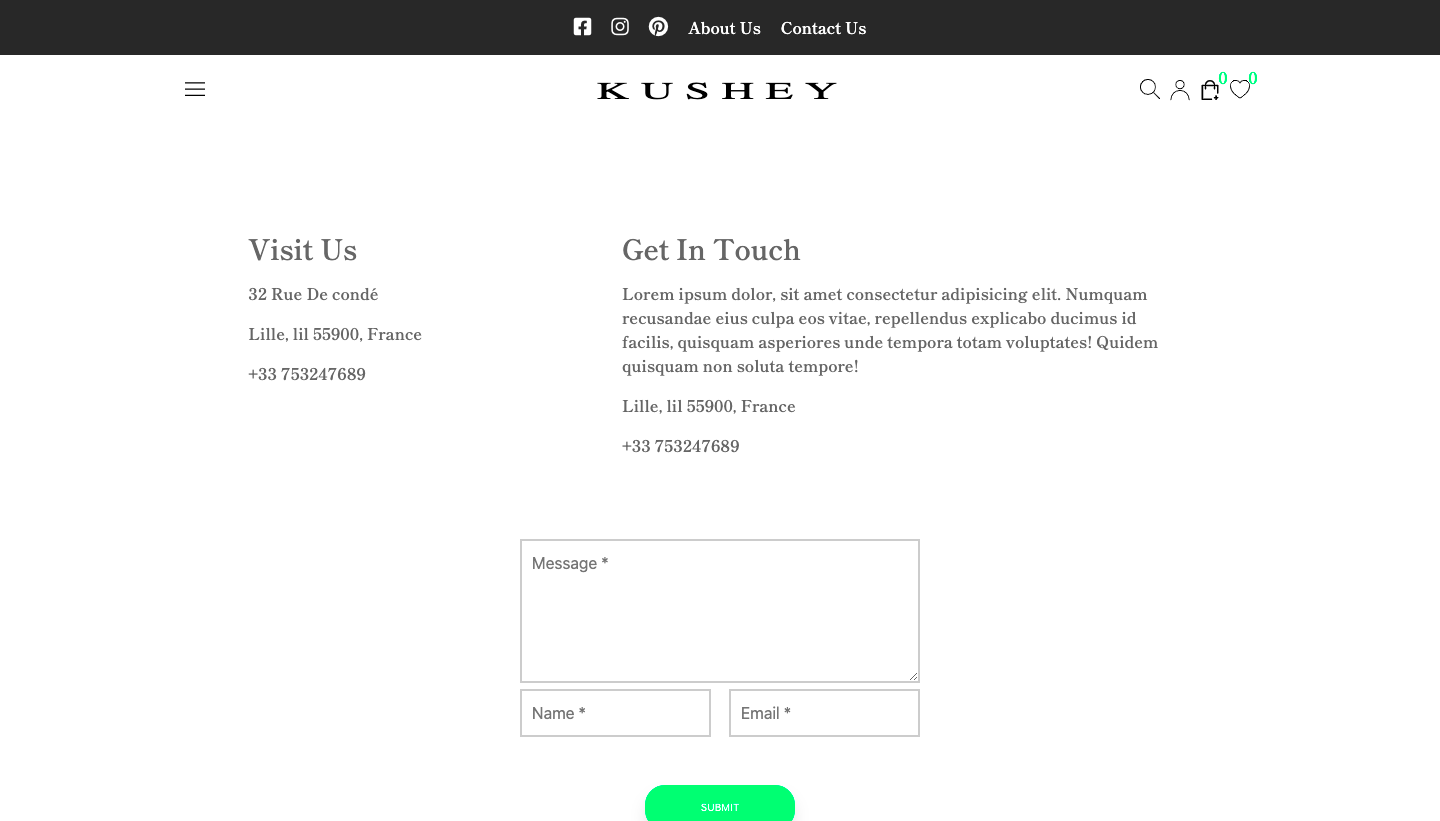 About Us Contact Us
KUSHEY
0 0
Visit Us
32 Rue De condé
Lille, lil 55900, France
+33 753247689
Get In Touch
Lorem ipsum dolor, sit amet consectetur adipisicing elit. Numquam
recusandae eius culpa eos vitae, repellendus explicabo ducimus id
facilis, quisquam asperiores unde tempora totam voluptates! Quidem
quisquam non soluta tempore!
Lille, lil 55900, France
+33 753247689
Message *
Name * Email *
SUBMIT